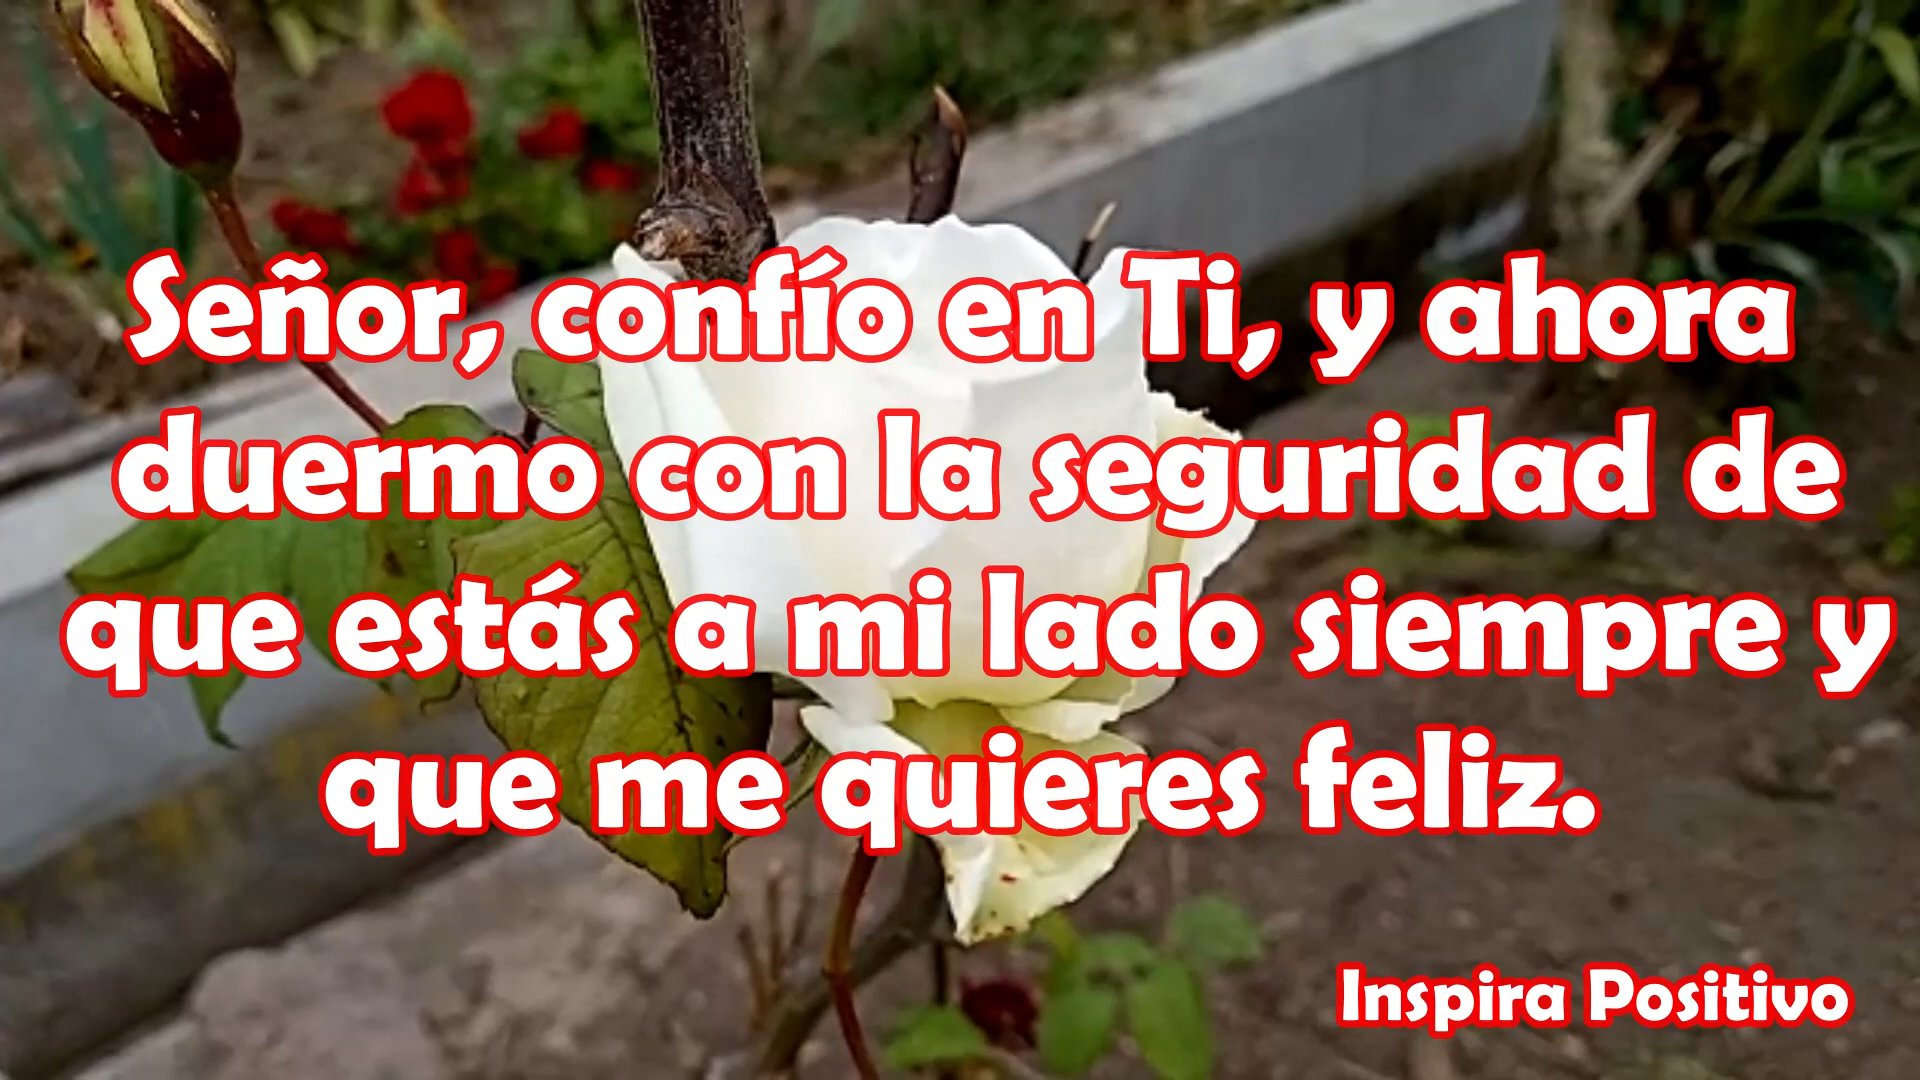 Señor, confío en Ti, y ahora
duermo con la seguridad de
que estás a mi lado siempre y
que me quieres feliz.
Inspira Positivo